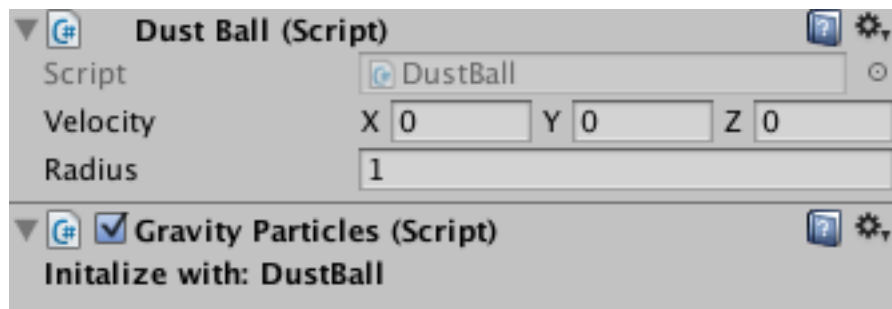 Dust Ball (Script)
Script DustBall
Velocity X 0 Y 0 Z 0
Radius 1
Gravity Particles (Script)
Initalize with: DustBall